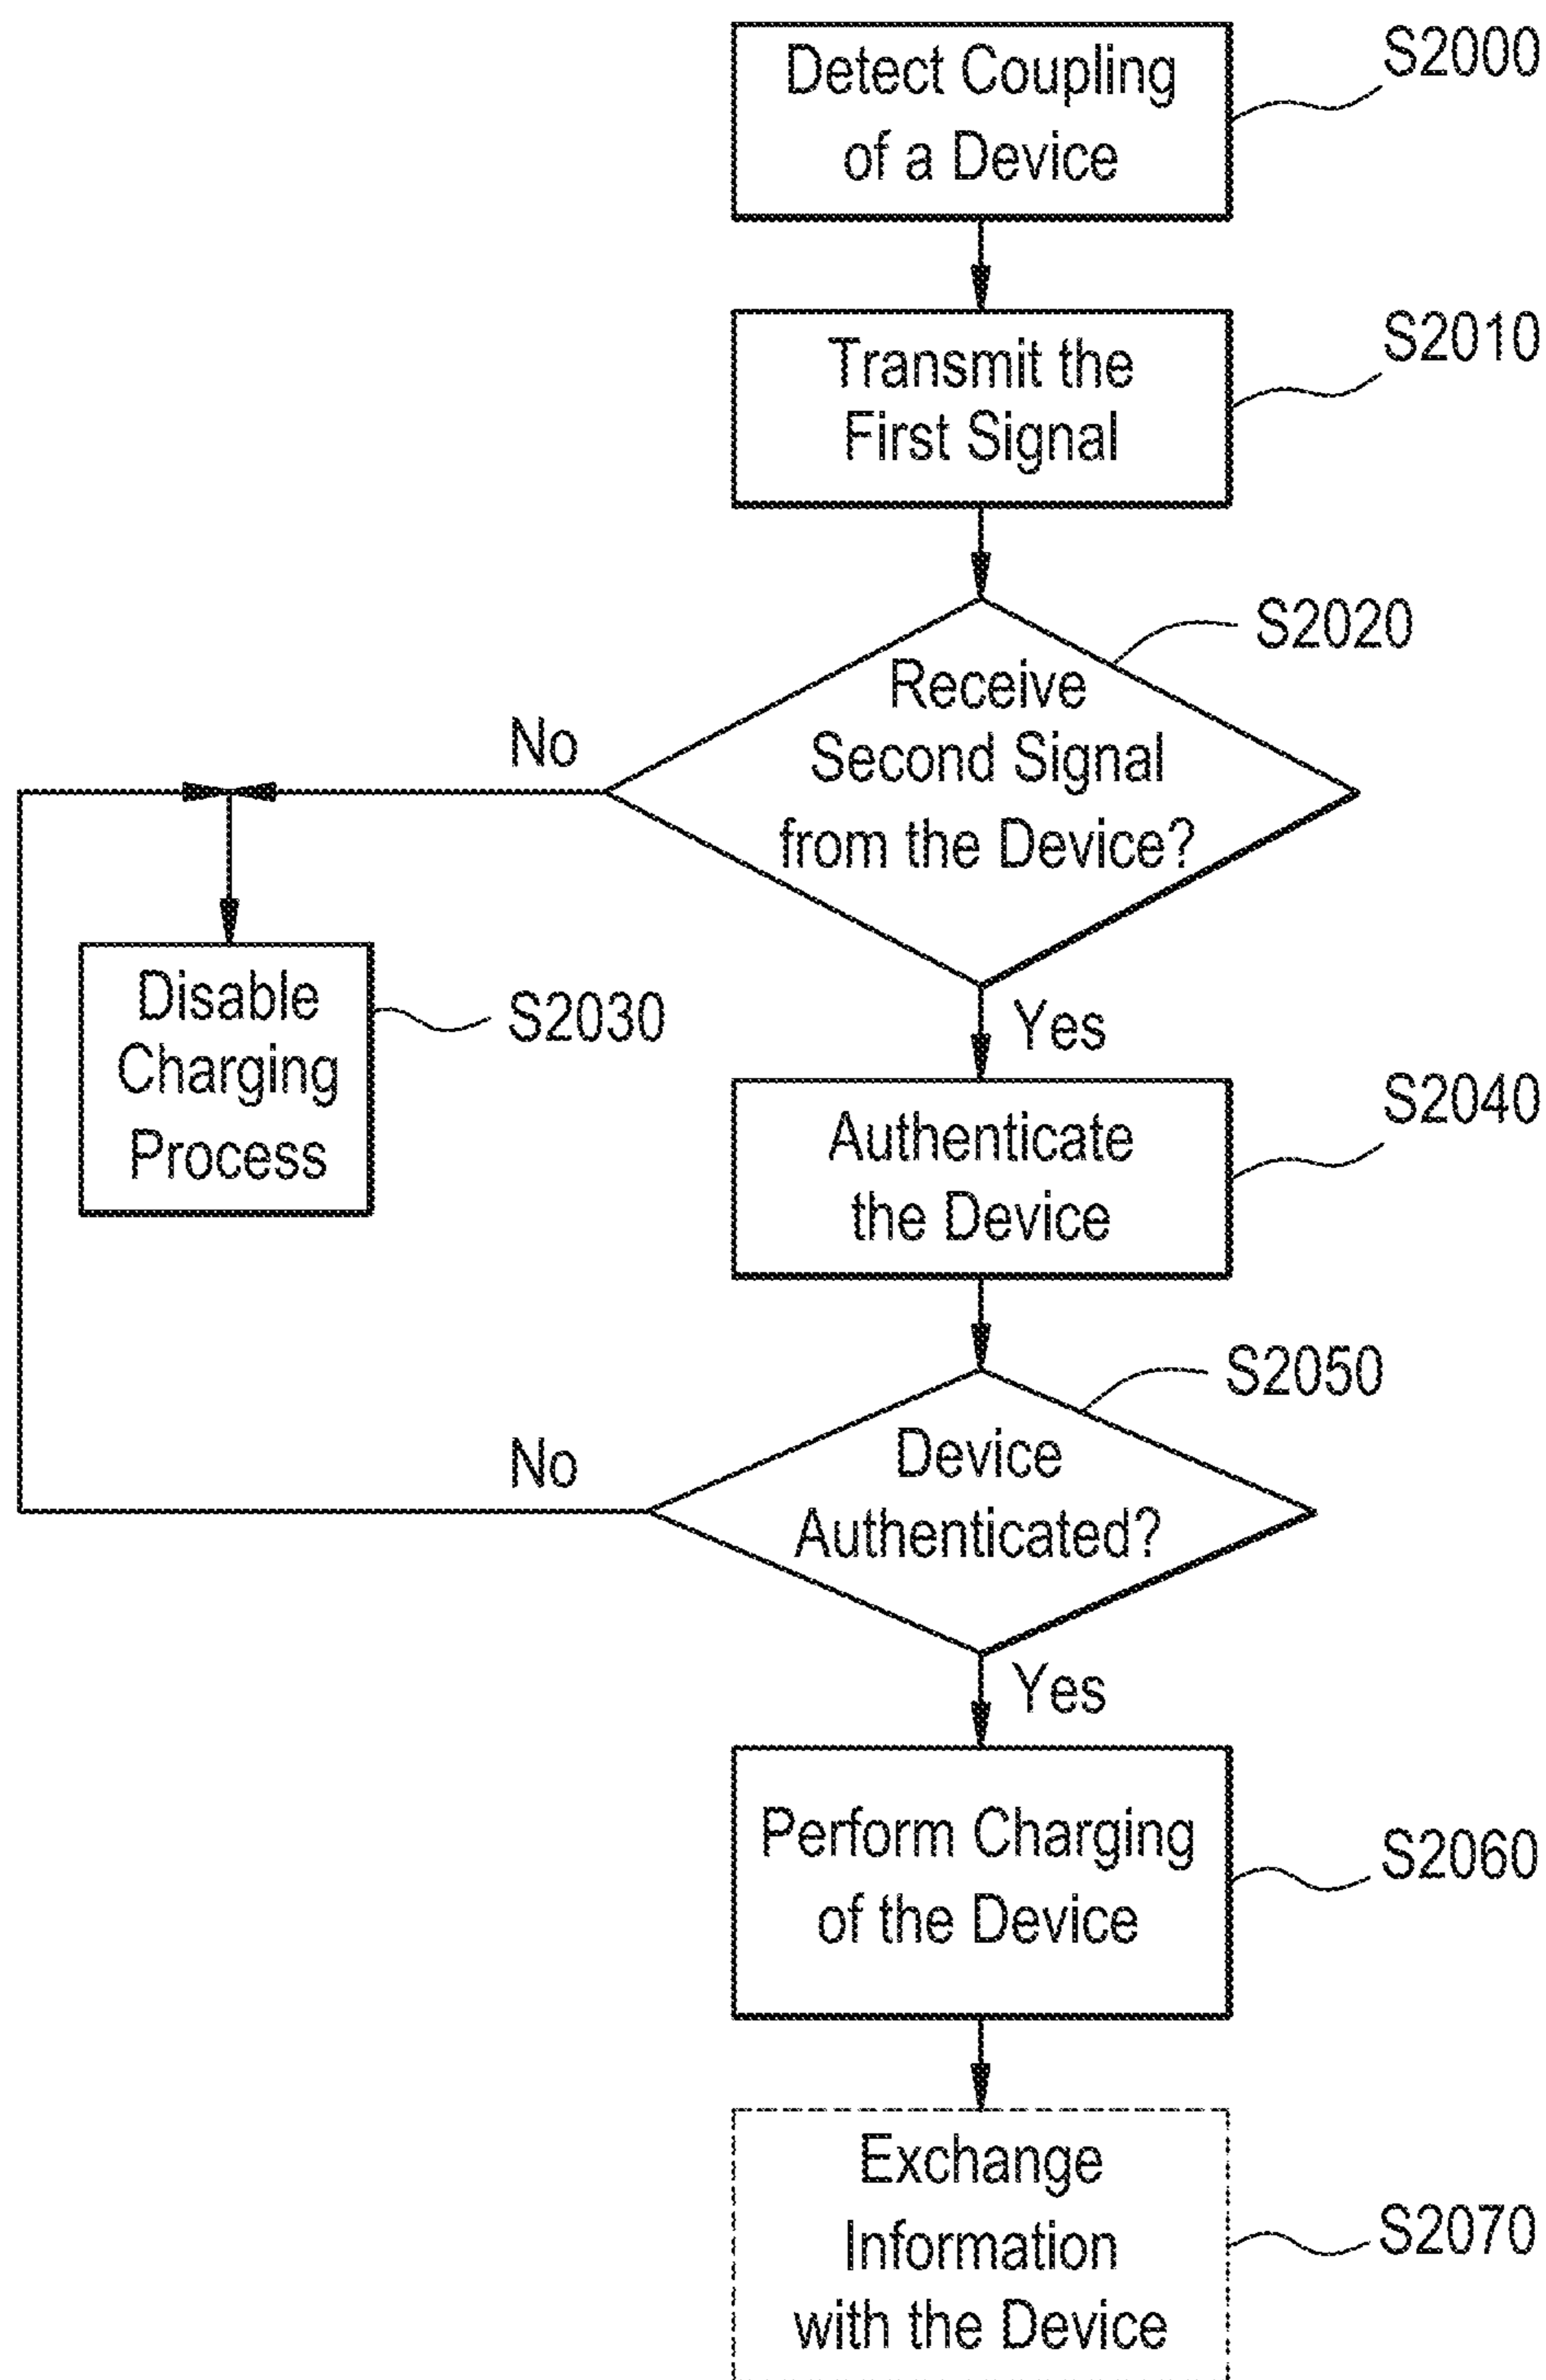 Detect Coupling
of a Device
S2000
Transmit the
First Signal
S2010
S2020
Receive
Second Signal
from the Device?
No
Yes
Disable
Charging
Process
S2030
Authenticate
the Device
S2040
S2050
Device
Authenticated?
No
Yes
Perform Charging
of the Device
S2060
Exchange
Information
with the Device
S2070